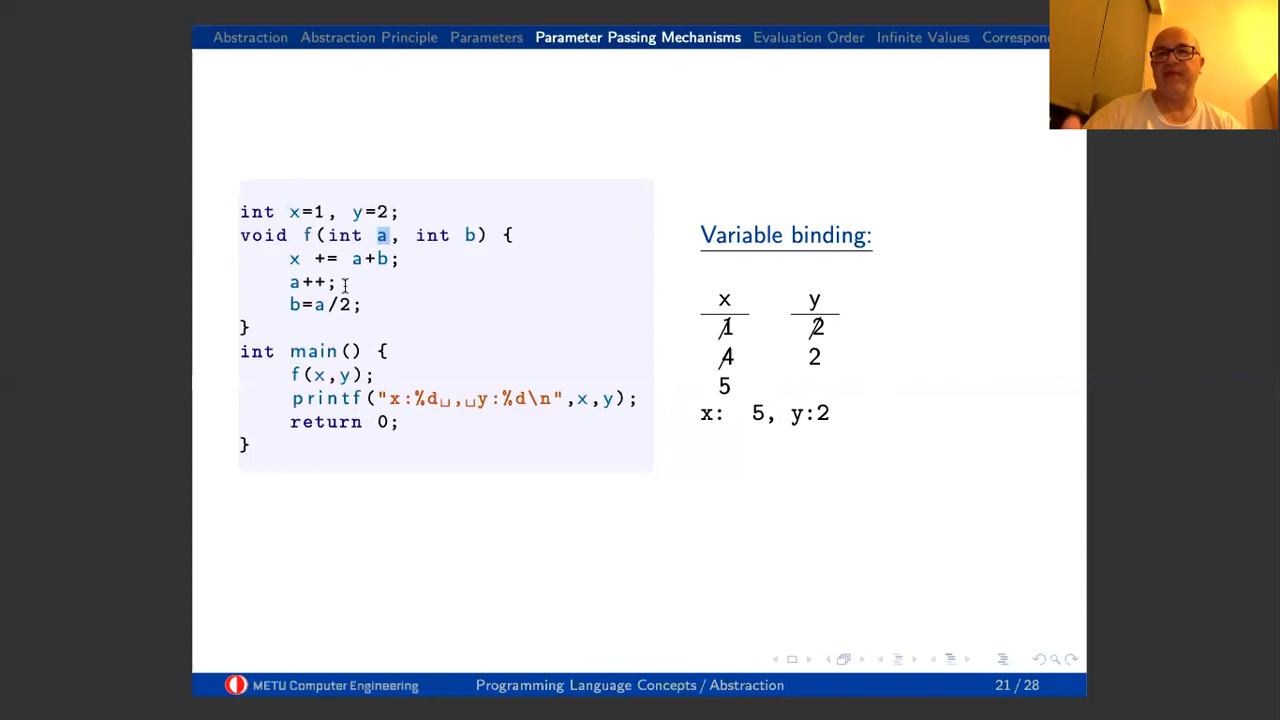 Abstraction Abstraction Principle Parameters Parameter Passing Mechanisms Evaluation Order Infinite Values Correspon
int x=1, y=2;
void f(int a, int b) {
x += a+b;
a++;
b=a/2;
}
int main() {
f(x,y);
printf("x:%d␣,␣y:%d\n",x,y);
return 0;
}
Variable binding:
x y
1 2
4 2
5
x: 5, y:2
METU Computer Engineering Programming Language Concepts / Abstraction 21 / 28